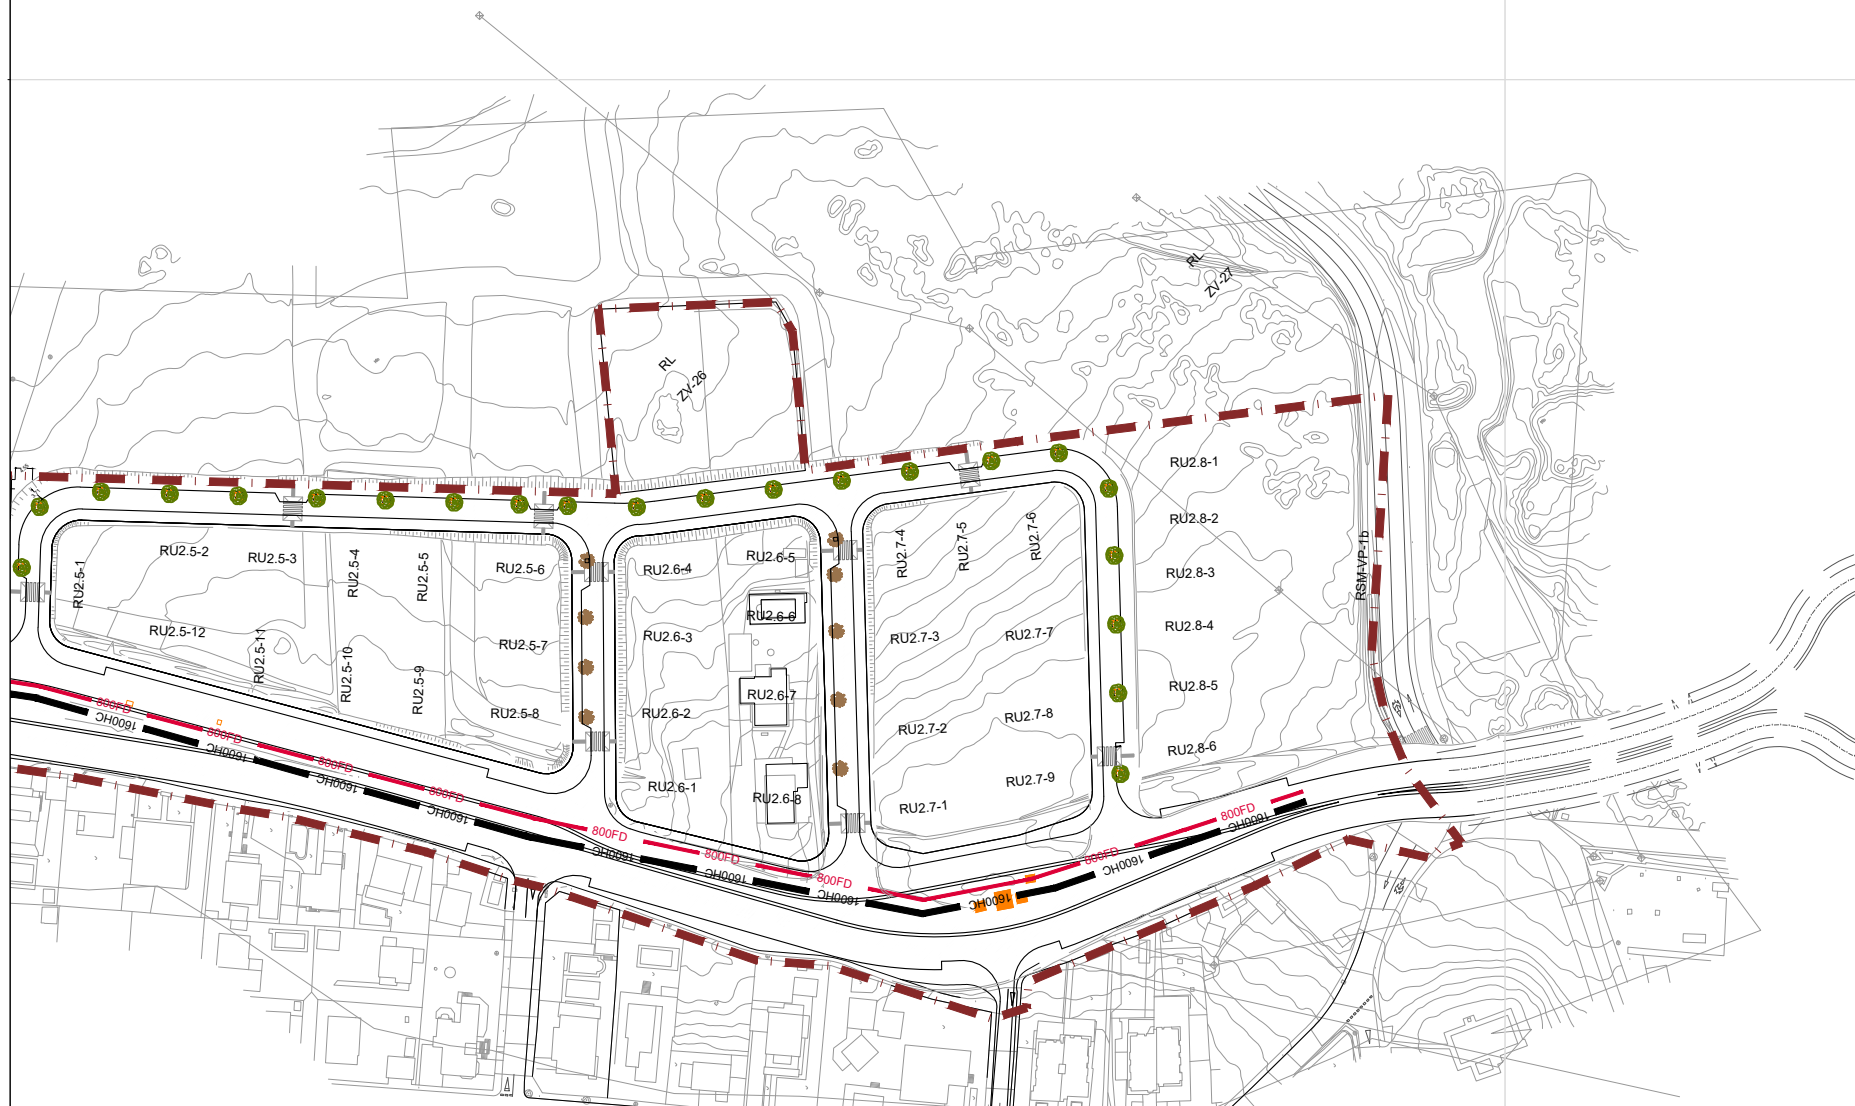 RL
ZV-27
RL
ZV-26
RU2.5-1
RU2.5-2
RU2.5-3
RU2.5-4
RU2.5-5
RU2.5-6
RU2.5-7
RU2.5-8
RU2.5-9
RU2.5-10
RU2.5-11
RU2.5-12
RU2.6-4
RU2.6-5
RU2.6-6
RU2.6-3
RU2.6-7
RU2.6-2
RU2.6-1
RU2.6-8
RU2.7-4
RU2.7-5
RU2.7-6
RU2.7-3
RU2.7-7
RU2.7-2
RU2.7-8
RU2.7-1
RU2.7-9
RU2.8-1
RU2.8-2
RU2.8-3
RU2.8-4
RU2.8-5
RU2.8-6
RSM-VP-1b
800FD
800FD
800FD
800FD
800FD
800FD
800FD
800FD
800FD
1600HC
1600HC
1600HC
1600HC
1600HC
1600HC
1600HC
1600HC
1600HC
1600HC